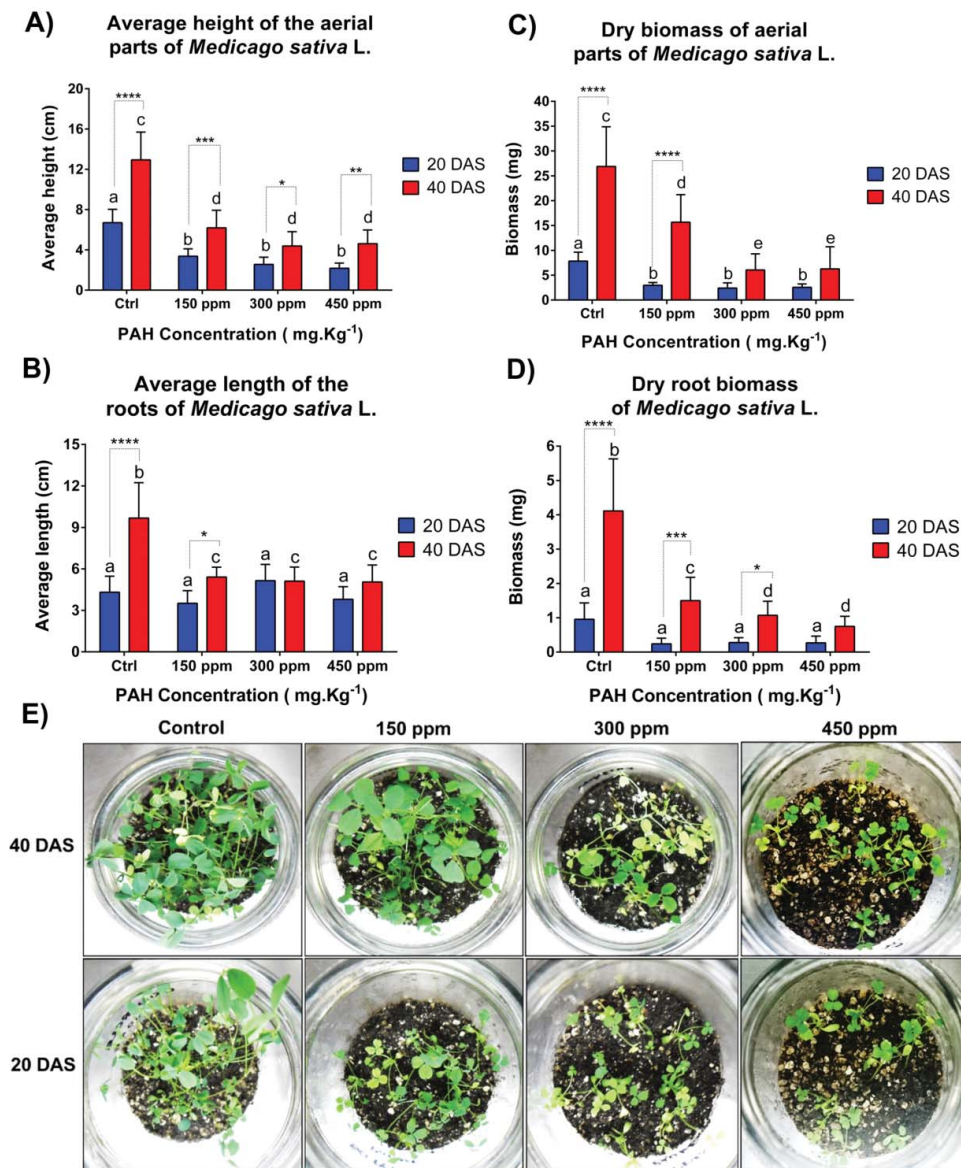 A)
Average height of the aerial
parts of Medicago sativa L.
Average height (cm)
20
16
12
8
4
0
****
***
*
**
a
c
b
d
b
d
b
d
Ctrl
150 ppm
300 ppm
450 ppm
PAH Concentration ( mg.Kg-1)
20 DAS
40 DAS
C)
Dry biomass of aerial
parts of Medicago sativa L.
Biomass (mg)
40
35
30
25
20
15
10
5
0
****
****
a
c
b
d
b
e
b
e
Ctrl
150 ppm
300 ppm
450 ppm
PAH Concentration ( mg.Kg-1)
20 DAS
40 DAS
B)
Average length of the
roots of Medicago sativa L.
Average length (cm)
15
12
9
6
3
0
****
*
a
b
a
c
a
c
a
c
Ctrl
150 ppm
300 ppm
450 ppm
PAH Concentration ( mg.Kg-1)
20 DAS
40 DAS
D)
Dry root biomass
of Medicago sativa L.
Biomass (mg)
6
5
4
3
2
1
0
****
***
*
a
b
a
c
a
d
a
d
Ctrl
150 ppm
300 ppm
450 ppm
PAH Concentration ( mg.Kg-1)
20 DAS
40 DAS
E)
Control
150 ppm
300 ppm
450 ppm
40 DAS
20 DAS